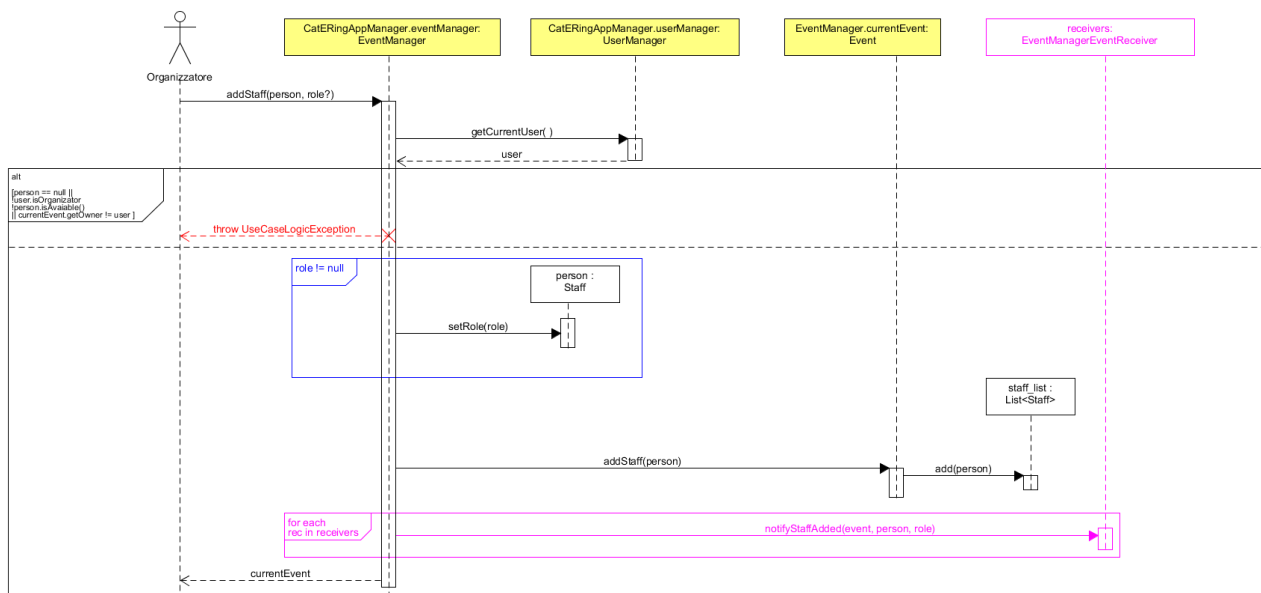 CatERingAppManager.eventManager:
EventManager
CatERingAppManager.userManager:
UserManager
EventManager.currentEvent:
Event
receivers:
EventManagerEventReceiver
Organizzatore
addStaff(person, role?)
getCurrentUser( )
user
alt
[person == null ||
!user.isOrganizator
!person.isAvaiable()
|| currentEvent.getOwner != user ]
throw UseCaseLogicException
role != null
person :
Staff
setRole(role)
staff_list :
List<Staff>
addStaff(person)
add(person)
for each
rec in receivers
notifyStaffAdded(event, person, role)
currentEvent